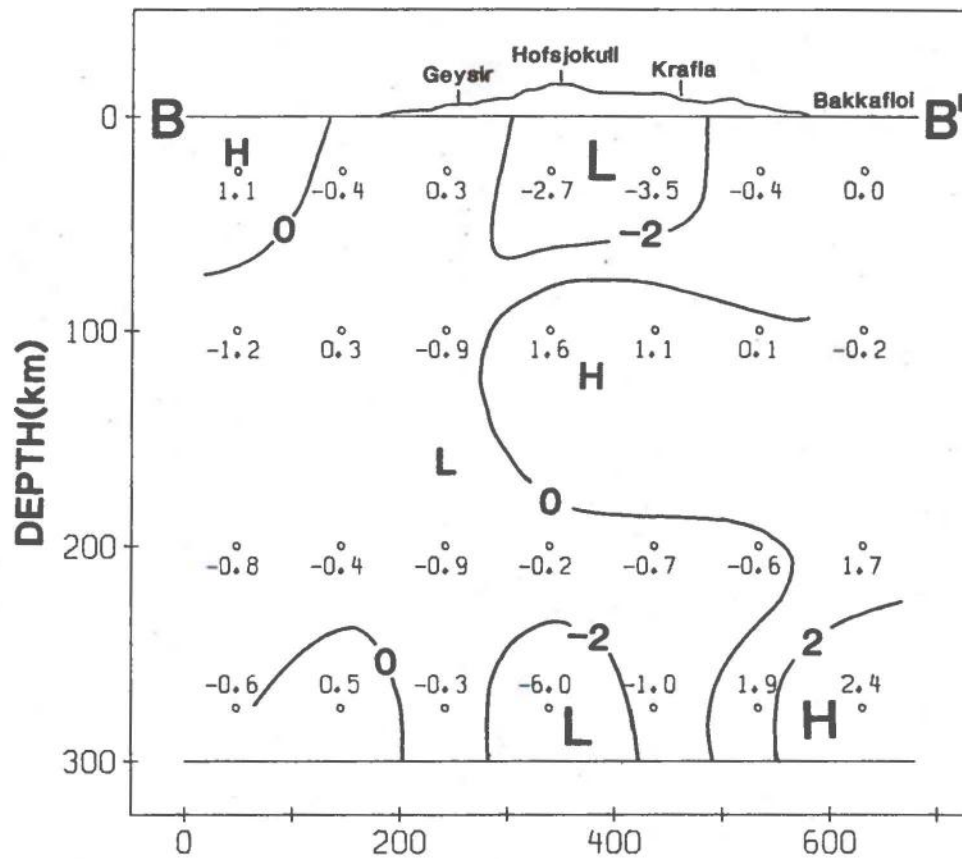 Hofsjokull
Geysir Krafla
Bakkafloi
0 B B'
H L
1.1 -0.4 0.3 -2.7 -3.5 -0.4 0.0
0 -2
100
-1.2 0.3 -0.9 1.6 1.1 0.1 -0.2
H
L
0
DEPTH(km)
200
-0.8 -0.4 -0.9 -0.2 -0.7 -0.6 1.7
0 -2 2
-0.6 0.5 -0.3 -6.0 -1.0 1.9 2.4
L H
300
0 200 400 600